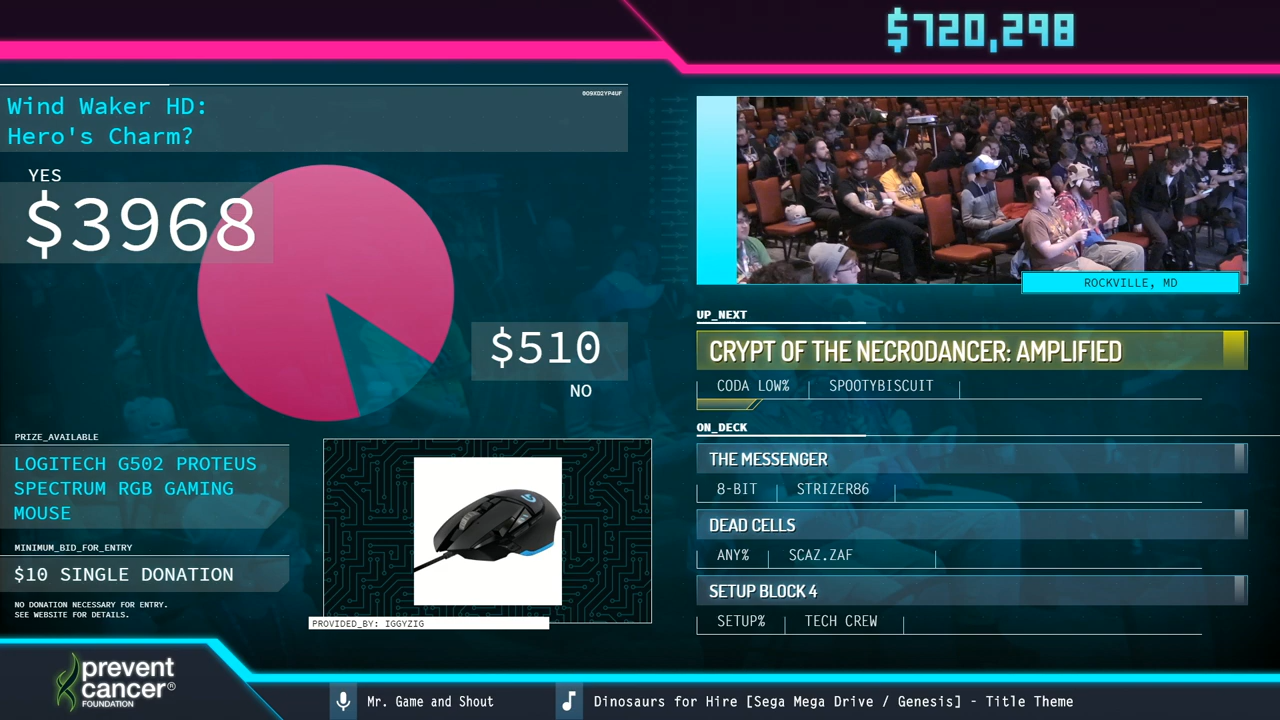 $720,298
Wind Waker HD:
Hero's Charm?
YES
$3968
$510
NO
PRIZE_AVAILABLE
LOGITECH G502 PROTEUS
SPECTRUM RGB GAMING
MOUSE
MINIMUM_BID_FOR_ENTRY
$10 SINGLE DONATION
NO DONATION NECESSARY FOR ENTRY.
SEE WEBSITE FOR DETAILS.
PROVIDED_BY: IGGYZIG
ROCKVILLE, MD
UP_NEXT
CRYPT OF THE NECRODANCER: AMPLIFIED
CODA LOW% SPOOTYBISCUIT
ON_DECK
THE MESSENGER
8-BIT STRIZER86
DEAD CELLS
ANY% SCAZ.ZAF
SETUP BLOCK 4
SETUP% TECH CREW
prevent
cancer®
FOUNDATION
Mr. Game and Shout
Dinosaurs for Hire [Sega Mega Drive / Genesis] - Title Theme